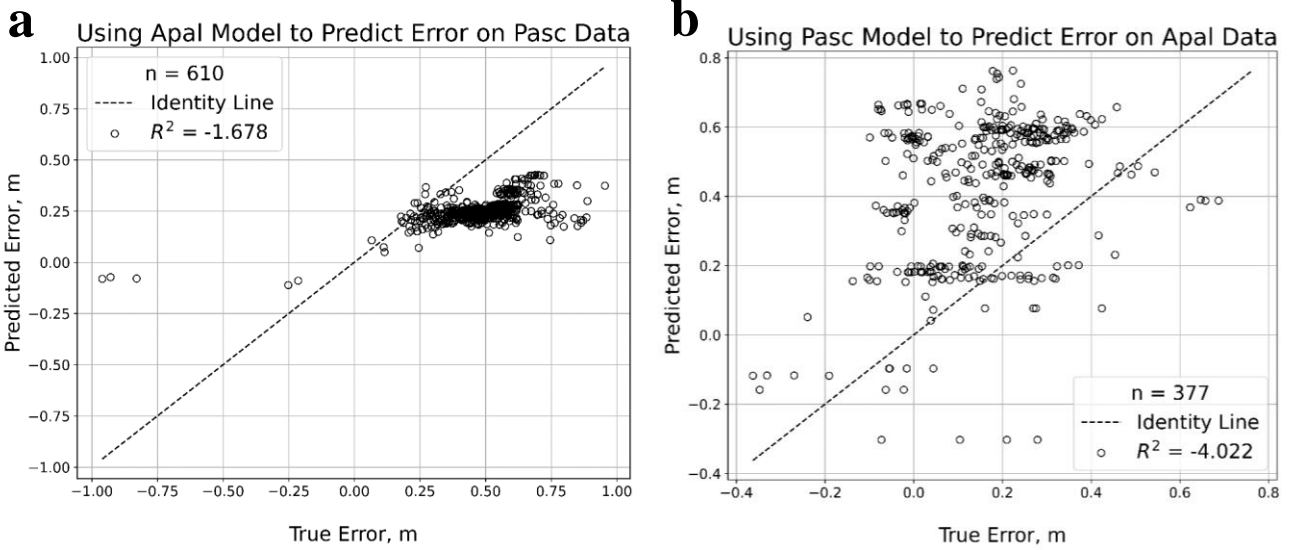 a
Using Apal Model to Predict Error on Pasc Data
n = 610
Identity Line
R² = -1.678
1.00
0.75
0.50
0.25
0.00
−0.25
−0.50
−0.75
−1.00
Predicted Error, m
−1.00 −0.75 −0.50 −0.25 0.00 0.25 0.50 0.75 1.00
True Error, m
b
Using Pasc Model to Predict Error on Apal Data
0.8
0.6
0.4
0.2
0.0
−0.2
−0.4
Predicted Error, m
n = 377
Identity Line
R² = -4.022
−0.4 −0.2 0.0 0.2 0.4 0.6 0.8
True Error, m